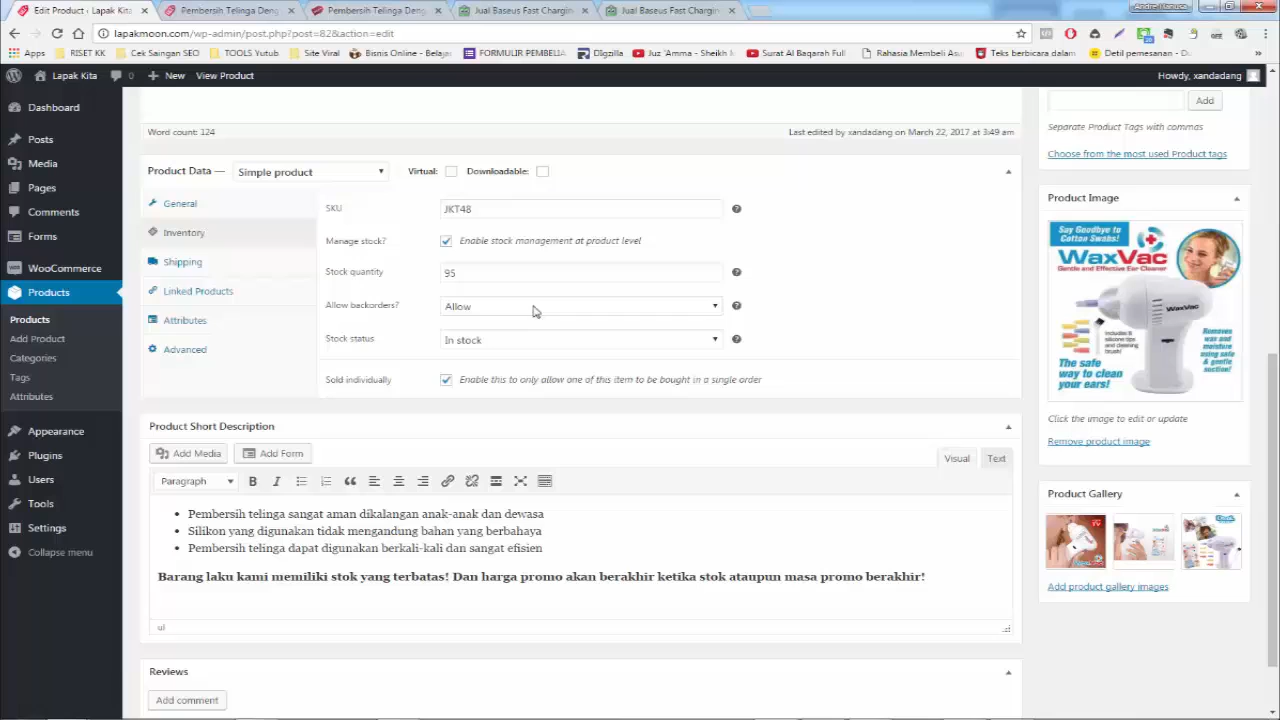 Edit Product ‹ Lapak Kita
Pembersih Telinga Deng
Pembersih Telinga Deng
Jual Baseus Fast Chargin
Jual Baseus Fast Chargin
lapakmoon.com/wp-admin/post.php?post=82&action=edit
Apps
RISET KK
Cek Saingan SEO
TOOLS Yutub
Site Viral
Bisnis Online - Belajar
FORMULIR PEMBELIA
Dlgzilla
Juz 'Amma - Sheikh M
Surat Al Baqarah Full
Rahasia Membeli Asu
Teks berbicara dalam
Detil pemesanan -
Lapak Kita
0
New
View Product
Howdy, xandadang
Dashboard
Posts
Media
Pages
Comments
Forms
WooCommerce
Products
Products
Add Product
Categories
Tags
Attributes
Appearance
Plugins
Users
Tools
Settings
Collapse menu
Word count: 124
Last edited by xandadang on March 22, 2017 at 3:49 am
Product Data — Simple product
Virtual:
Downloadable:
General
Inventory
Shipping
Linked Products
Attributes
Advanced
SKU
JKT48
Manage stock?
Enable stock management at product level
Stock quantity
95
Allow backorders?
Allow
Stock status
In stock
Sold individually
Enable this to only allow one of this item to be bought in a single order
Product Short Description
Add Media
Add Form
Visual
Text
Paragraph
B
I
Pembersih telinga sangat aman dikalangan anak-anak dan dewasa
Silikon yang digunakan tidak mengandung bahan yang berbahaya
Pembersih telinga dapat digunakan berkali-kali dan sangat efisien
Barang laku kami memiliki stok yang terbatas! Dan harga promo akan berakhir ketika stok ataupun masa promo berakhir!
ul
Reviews
Add comment
Add
Separate Product Tags with commas
Choose from the most used Product tags
Product Image
Say Goodbye to
Cotton Swabs!
WaxVac
Gentle and Effective Ear Cleaner
WaxVac
Includes 8
silicone tips
and cleaning
brush!
Removes
wax and
moisture
using safe
& gentle
suction!
The safe
way to clean
your ears!
Click the image to edit or update
Remove product image
Product Gallery
Add product gallery images